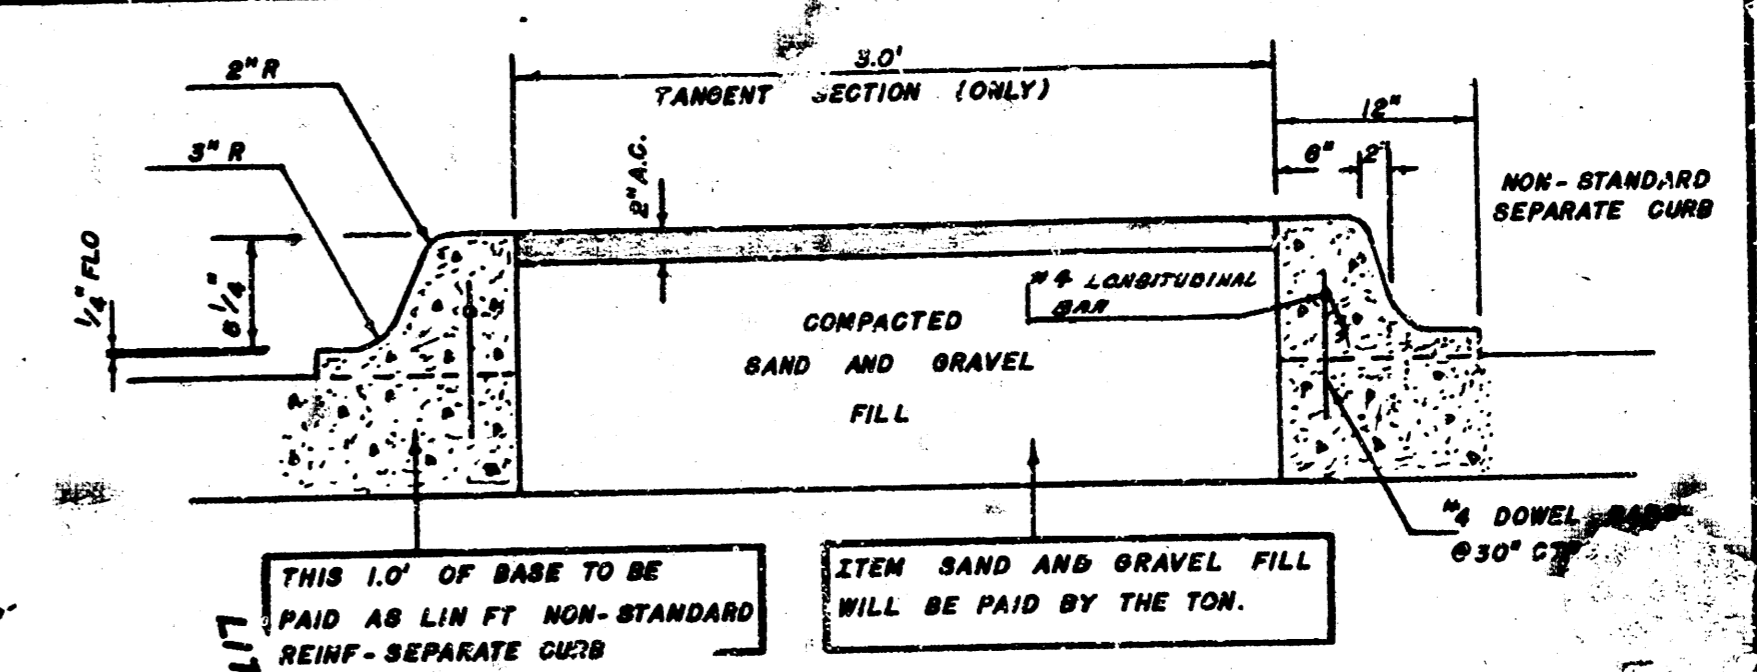 2" R
3.0'
TANGENT SECTION (ONLY)
12"
3" R
6" 2"
2" A.C.
NON-STANDARD
SEPARATE CURB
1/4" FLO
6 1/4"
#4 LONGITUDINAL
BAR
COMPACTED
SAND AND GRAVEL
FILL
#4 DOWEL
@30"
THIS 1.0' OF BASE TO BE
PAID AS LIN FT NON-STANDARD
REINF-SEPARATE CURB
ITEM SAND AND GRAVEL FILL
WILL BE PAID BY THE TON.